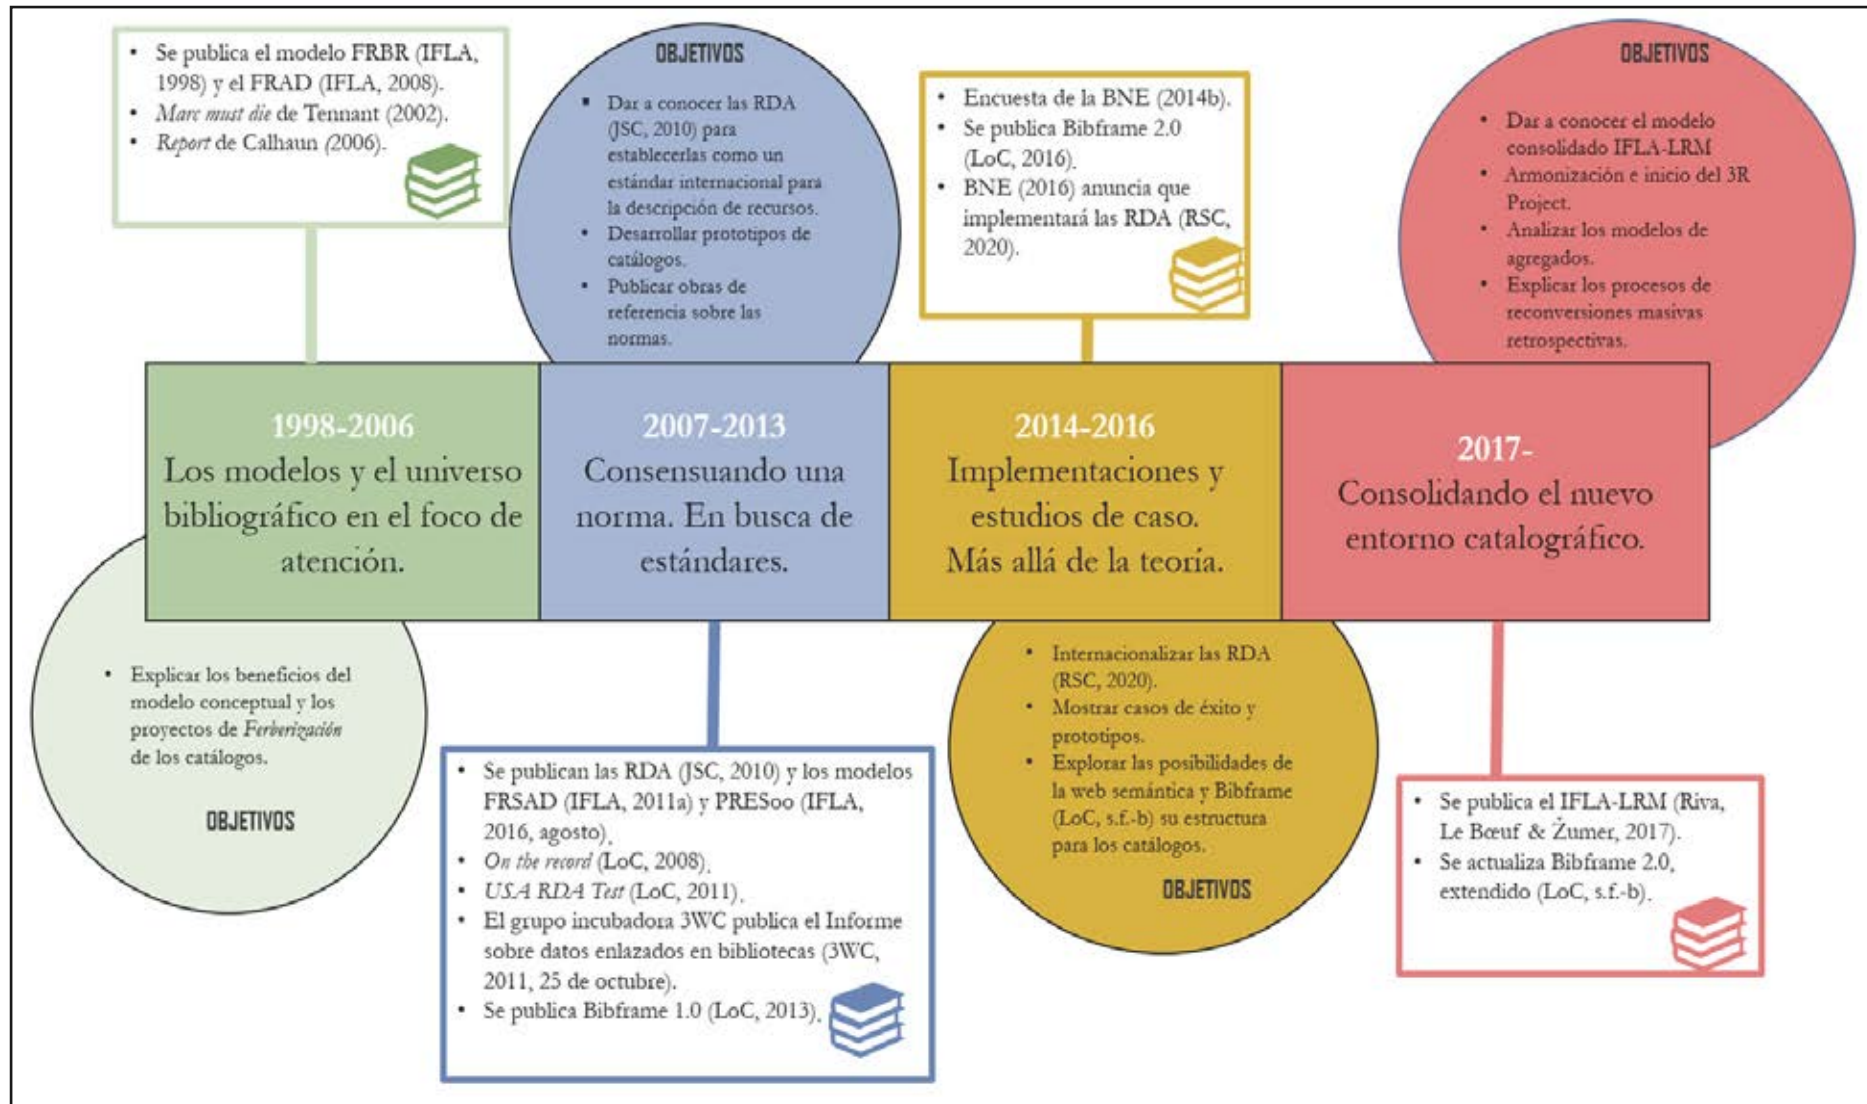 • Se publica el modelo FRBR (IFLA,
1998) y el FRAD (IFLA, 2008).
• Marc must die de Tennant (2002).
• Report de Calhaun (2006).
OBJETIVOS
▪ Dar a conocer las RDA
(JSC, 2010) para
establecerlas como un
estándar internacional para
la descripción de recursos.
• Desarrollar prototipos de
catálogos.
• Publicar obras de
referencia sobre las
normas.
• Encuesta de la BNE (2014b).
• Se publica Bibframe 2.0
(LoC, 2016).
• BNE (2016) anuncia que
implementará las RDA (RSC,
2020).
OBJETIVOS
• Dar a conocer el modelo
consolidado IFLA-LRM
• Armonización e inicio del 3R
Project.
• Analizar los modelos de
agregados.
• Explicar los procesos de
reconversiones masivas
retrospectivas.
1998-2006
Los modelos y el universo
bibliográfico en el foco de
atención.
2007-2013
Consensuando una
norma. En busca de
estándares.
2014-2016
Implementaciones y
estudios de caso.
Más allá de la teoría.
2017-
Consolidando el nuevo
entorno catalográfico.
• Explicar los beneficios del
modelo conceptual y los
proyectos de Ferberización
de los catálogos.
OBJETIVOS
• Se publican las RDA (JSC, 2010) y los modelos
FRSAD (IFLA, 2011a) y PRESoo (IFLA,
2016, agosto).
• On the record (LoC, 2008).
• USA RDA Test (LoC, 2011).
• El grupo incubadora 3WC publica el Informe
sobre datos enlazados en bibliotecas (3WC,
2011, 25 de octubre).
• Se publica Bibframe 1.0 (LoC, 2013).
• Internacionalizar las RDA
(RSC, 2020).
• Mostrar casos de éxito y
prototipos.
• Explorar las posibilidades de
la web semántica y Bibframe
(LoC, s.f.-b) su estructura
para los catálogos.
OBJETIVOS
• Se publica el IFLA-LRM (Riva,
Le Bœuf & Žumer, 2017).
• Se actualiza Bibframe 2.0,
extendido (LoC, s.f.-b).